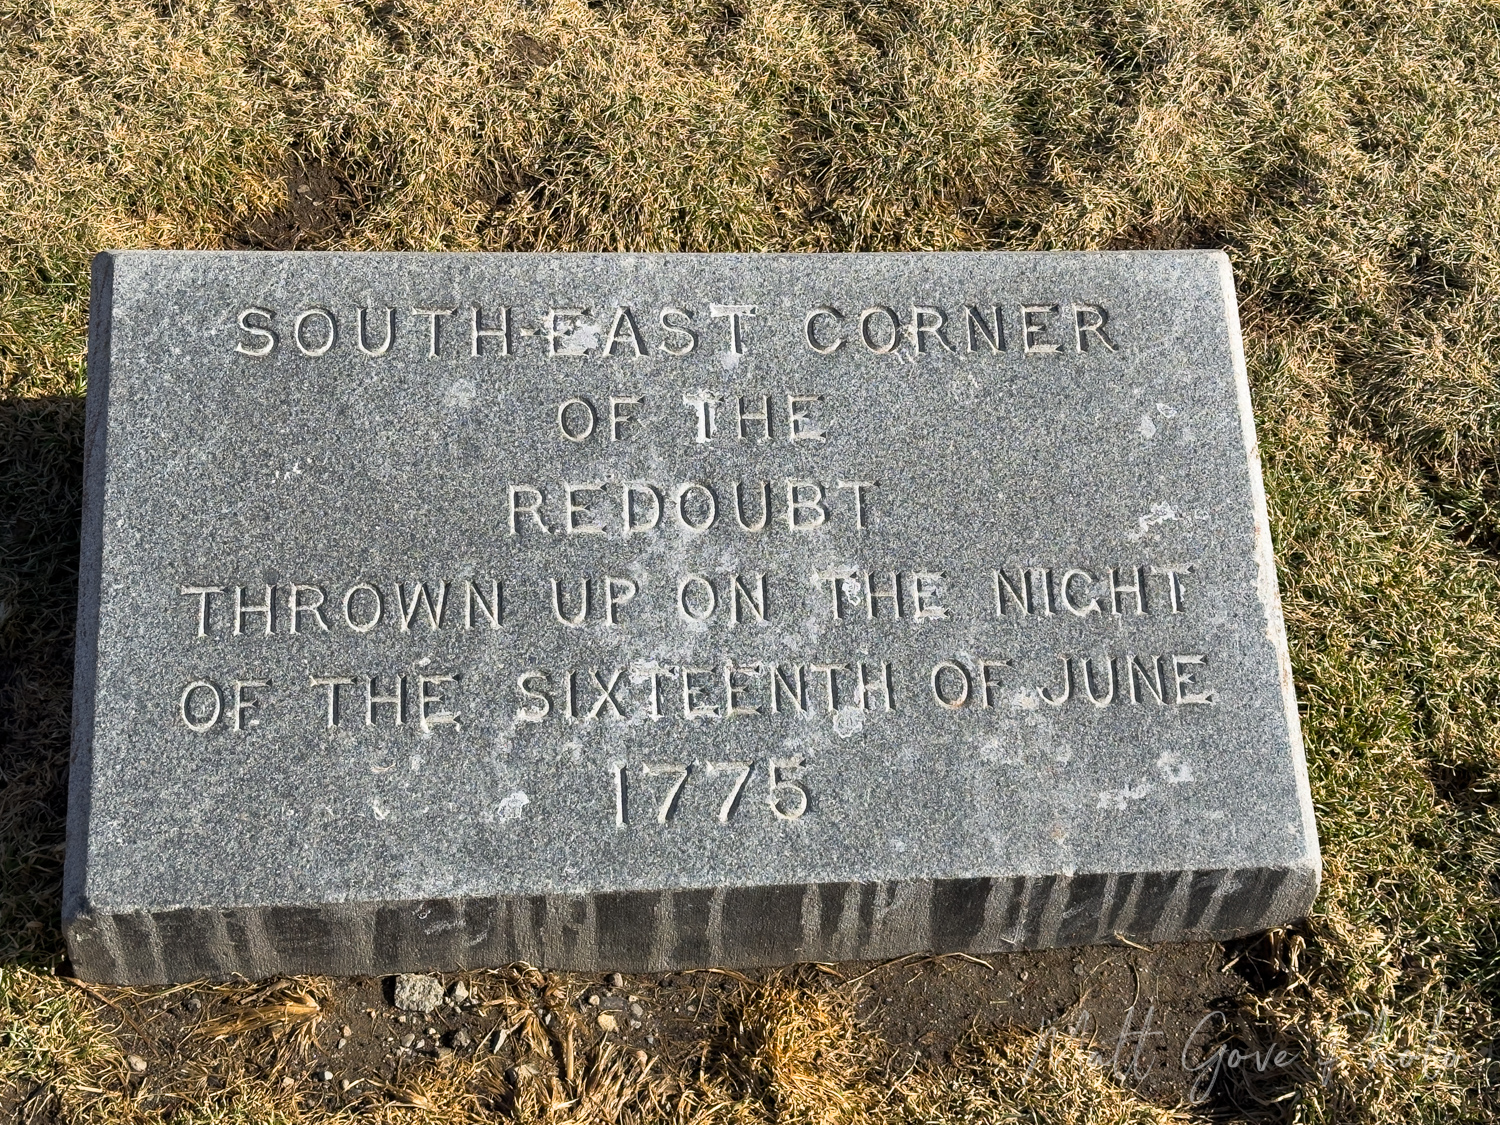 SOUTH-EAST CORNER
OF THE
REDOUBT
THROWN UP ON THE NIGHT
OF THE SIXTEENTH OF JUNE
1775
Matt Gove Photo